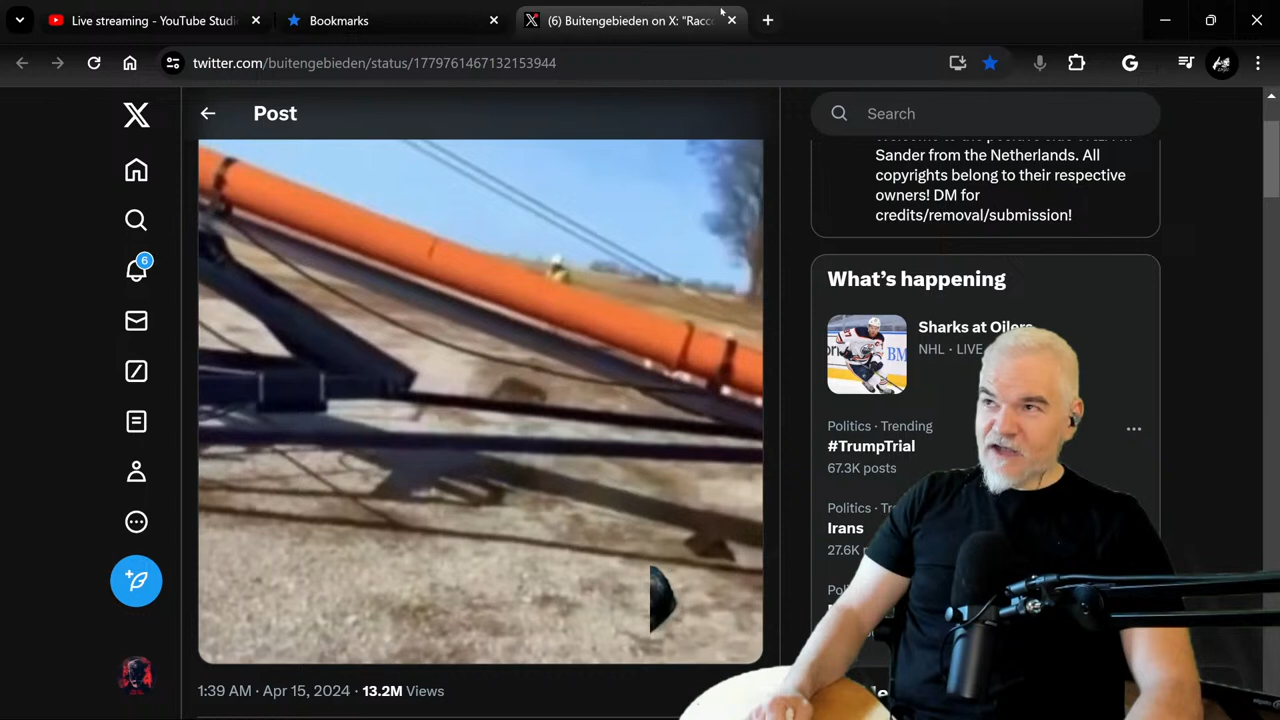 Live streaming - YouTube Studi
Bookmarks
(6) Buitengebieden on X: "Racc
twitter.com/buitengebieden/status/1779761467132153944
Post
Search
Sander from the Netherlands. All
copyrights belong to their respective
owners! DM for
credits/removal/submission!
What's happening
Sharks at Oilers
NHL · LIVE
BM
6
Politics · Trending
#TrumpTrial
67.3K posts
Politics · Tr
Irans
27.6K p
1:39 AM · Apr 15, 2024 · 13.2M Views